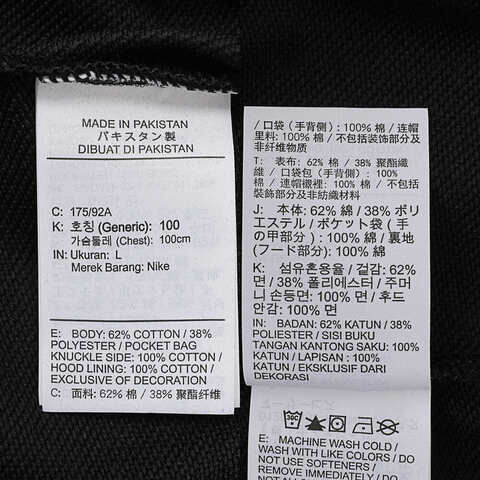 MADE IN PAKISTAN
パキスタン製
DIBUAT DI PAKISTAN
C: 175/92A
K: 호칭 (Generic): 100
가슴둘레 (Chest): 100cm
IN: Ukuran: L
Merek Barang: Nike
E: BODY: 62% COTTON / 38%
POLYESTER / POCKET BAG
KNUCKLE SIDE: 100% COTTON /
HOOD LINING: 100% COTTON /
EXCLUSIVE OF DECORATION
C: 面料: 62% 棉 / 38% 聚酯纤维
/ 口袋 (手背侧) : 100% 棉 / 连帽
里料: 100% 棉 / 不包括装饰部分及
非纤维物质
T: 表布: 62% 棉 / 38% 聚酯纖
維 / 口袋包 (手背側) : 100%
棉 / 連帽襯裡: 100% 棉 / 不包括
裝飾部分及非紡織材料
J: 本体: 62% 綿 / 38% ポリ
エステル / ポケット袋 ( 手
の甲部分 ) : 100% 綿 / 裏地
(フード部分): 100% 綿
K: 섬유혼용율 / 겉감: 62%
면 / 38% 폴리에스터 / 주머
니 손등면: 100% 면 / 후드
안감: 100% 면
IN: BADAN: 62% KATUN / 38%
POLIESTER / SISI BUKU
TANGAN KANTONG SAKU: 100%
KATUN / LAPISAN : 100%
KATUN / EKSKLUSIF DARI
DEKORASI
30C
E: MACHINE WASH COLD /
WASH WITH LIKE COLORS / DO
NOT USE SOFTENERS /
REMOVE IMMEDIATELY / DO